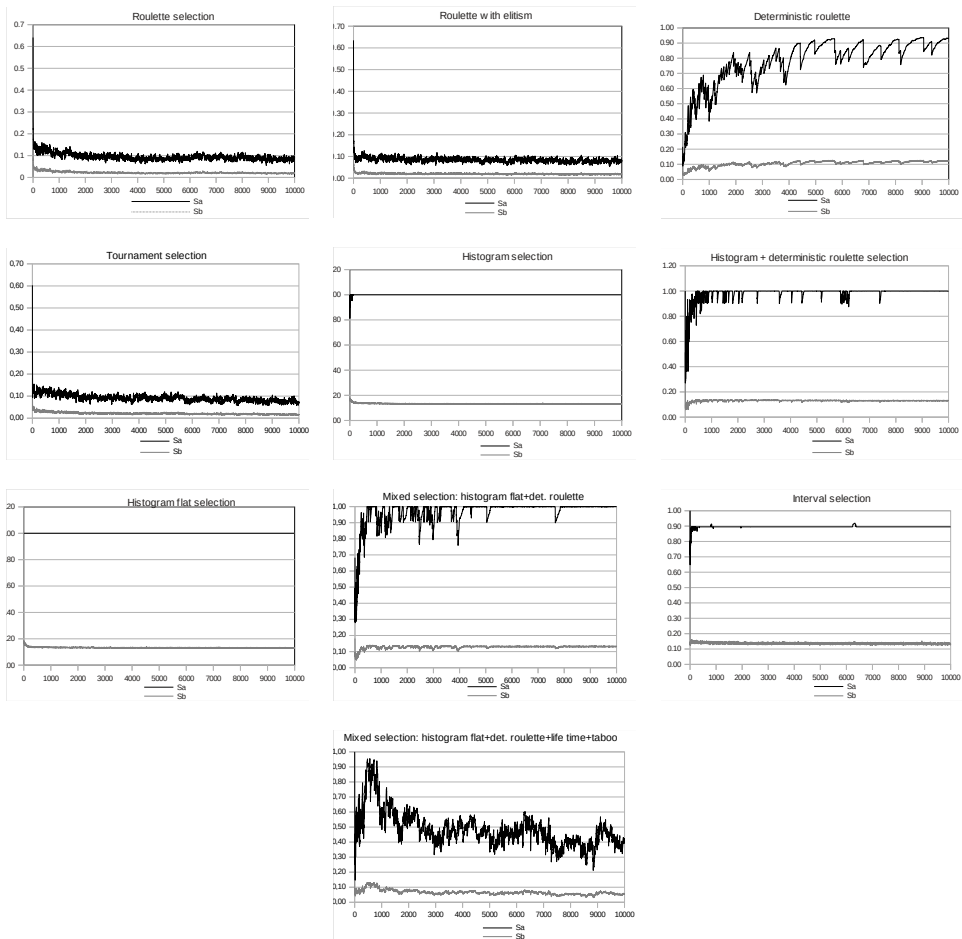 Roulette selection
0.7
0.6
0.5
0.4
0.3
0.2
0.1
0
0 1000 2000 3000 4000 5000 6000 7000 8000 9000 10000
Sa
Sb
Roulette with elitism
0.70
0.60
0.50
0.40
0.30
0.20
0.10
0.00
0 1000 2000 3000 4000 5000 6000 7000 8000 9000 10000
Sa
Sb
Deterministic roulette
1.00
0.90
0.80
0.70
0.60
0.50
0.40
0.30
0.20
0.10
0.00
0 1000 2000 3000 4000 5000 6000 7000 8000 9000 10000
Sa
Sb
Tournament selection
0,70
0,60
0,50
0,40
0,30
0,20
0,10
0,00
0 1000 2000 3000 4000 5000 6000 7000 8000 9000 10000
Sa
Sb
Histogram selection
20
00
80
60
40
20
00
0 1000 2000 3000 4000 5000 6000 7000 8000 9000 10000
Sa
Sb
Histogram + deterministic roulette selection
1.20
1.00
0.80
0.60
0.40
0.20
0.00
0 1000 2000 3000 4000 5000 6000 7000 8000 9000 10000
Sa
Sb
Histogram flat selection
.20
.00
.80
.60
.40
.20
0.00
0 1000 2000 3000 4000 5000 6000 7000 8000 9000 10000
Sa
Sb
Mixed selection: histogram flat+det. roulette
1,00
0,90
0,80
0,70
0,60
0,50
0,40
0,30
0,20
0,10
0,00
0 1000 2000 3000 4000 5000 6000 7000 8000 9000 10000
Sa
Sb
Interval selection
1.00
0.90
0.80
0.70
0.60
0.50
0.40
0.30
0.20
0.10
0.00
0 1000 2000 3000 4000 5000 6000 7000 8000 9000 10000
Sa
Sb
Mixed selection: histogram flat+det. roulette+life time+taboo
1,00
0,90
0,80
0,70
0,60
0,50
0,40
0,30
0,20
0,10
0,00
0 1000 2000 3000 4000 5000 6000 7000 8000 9000 10000
Sa
Sb